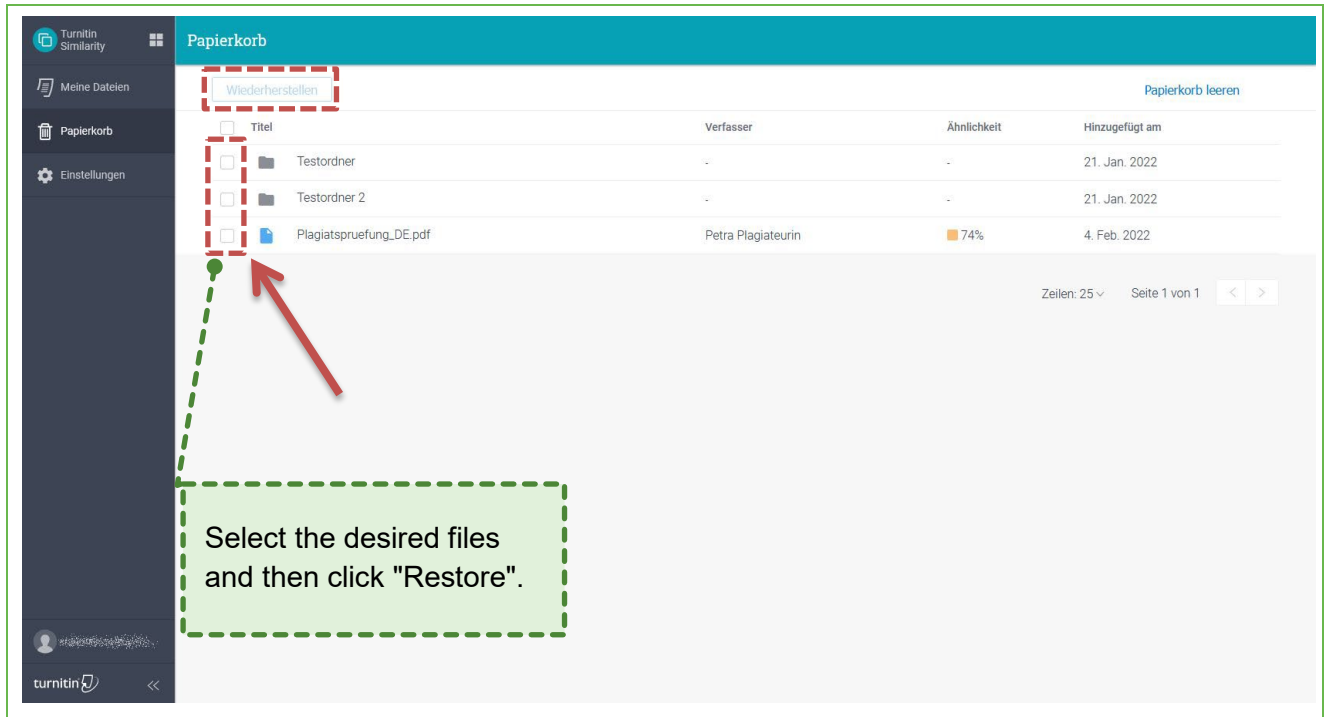 Turnitin
Similarity
Papierkorb
Meine Dateien
Papierkorb
Einstellungen
Wiederherstellen
Papierkorb leeren
Titel Verfasser Ähnlichkeit Hinzugefügt am
Testordner - - 21. Jan. 2022
Testordner 2 - - 21. Jan. 2022
Plagiatspruefung_DE.pdf Petra Plagiateurin 74% 4. Feb. 2022
Zeilen: 25 Seite 1 von 1 < >
Select the desired files
and then click "Restore".
turnitin «